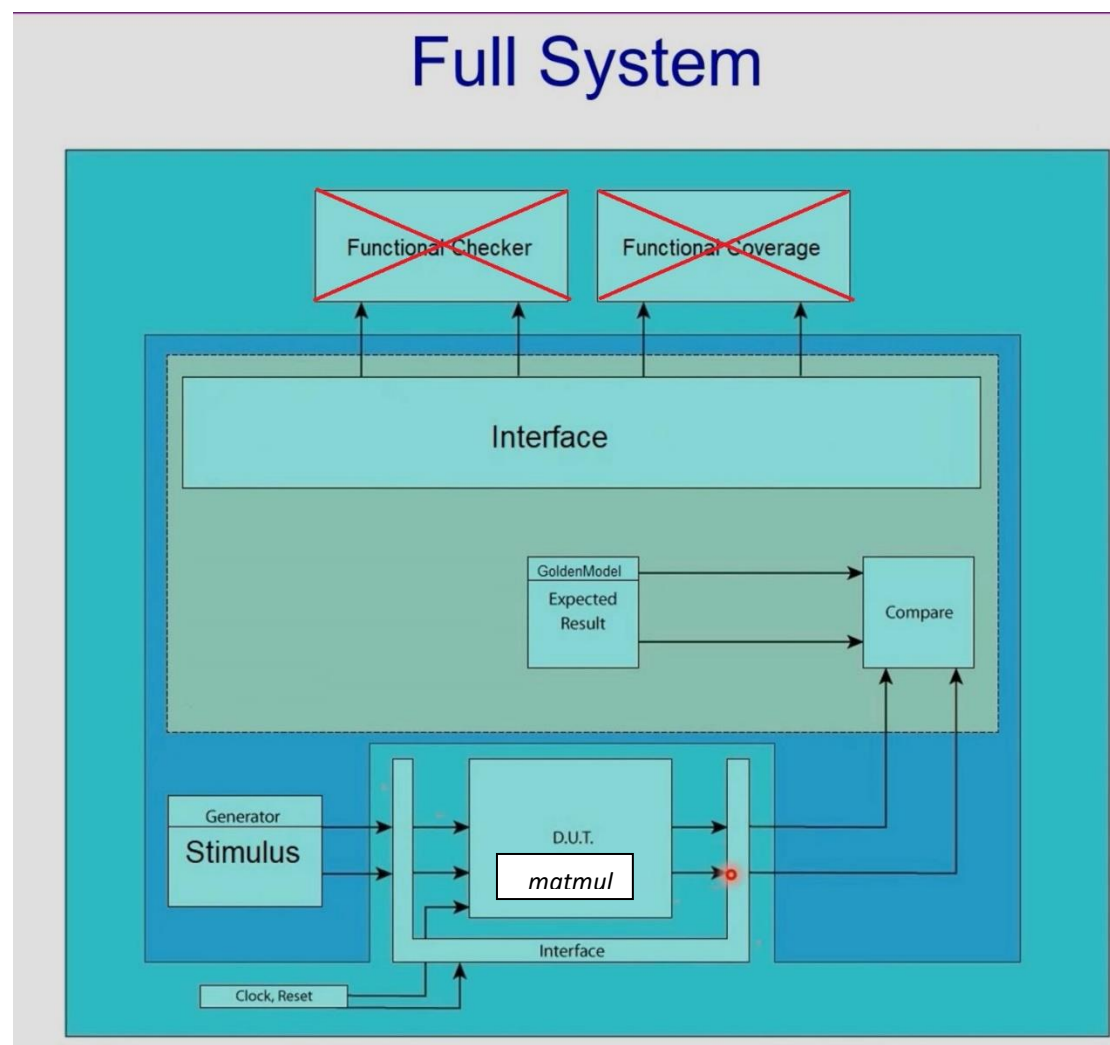 Full System
Functional Checker
Functional Coverage
Interface
GoldenModel
Expected
Result
Compare
Generator
Stimulus
D.U.T.
matmul
Interface
Clock, Reset